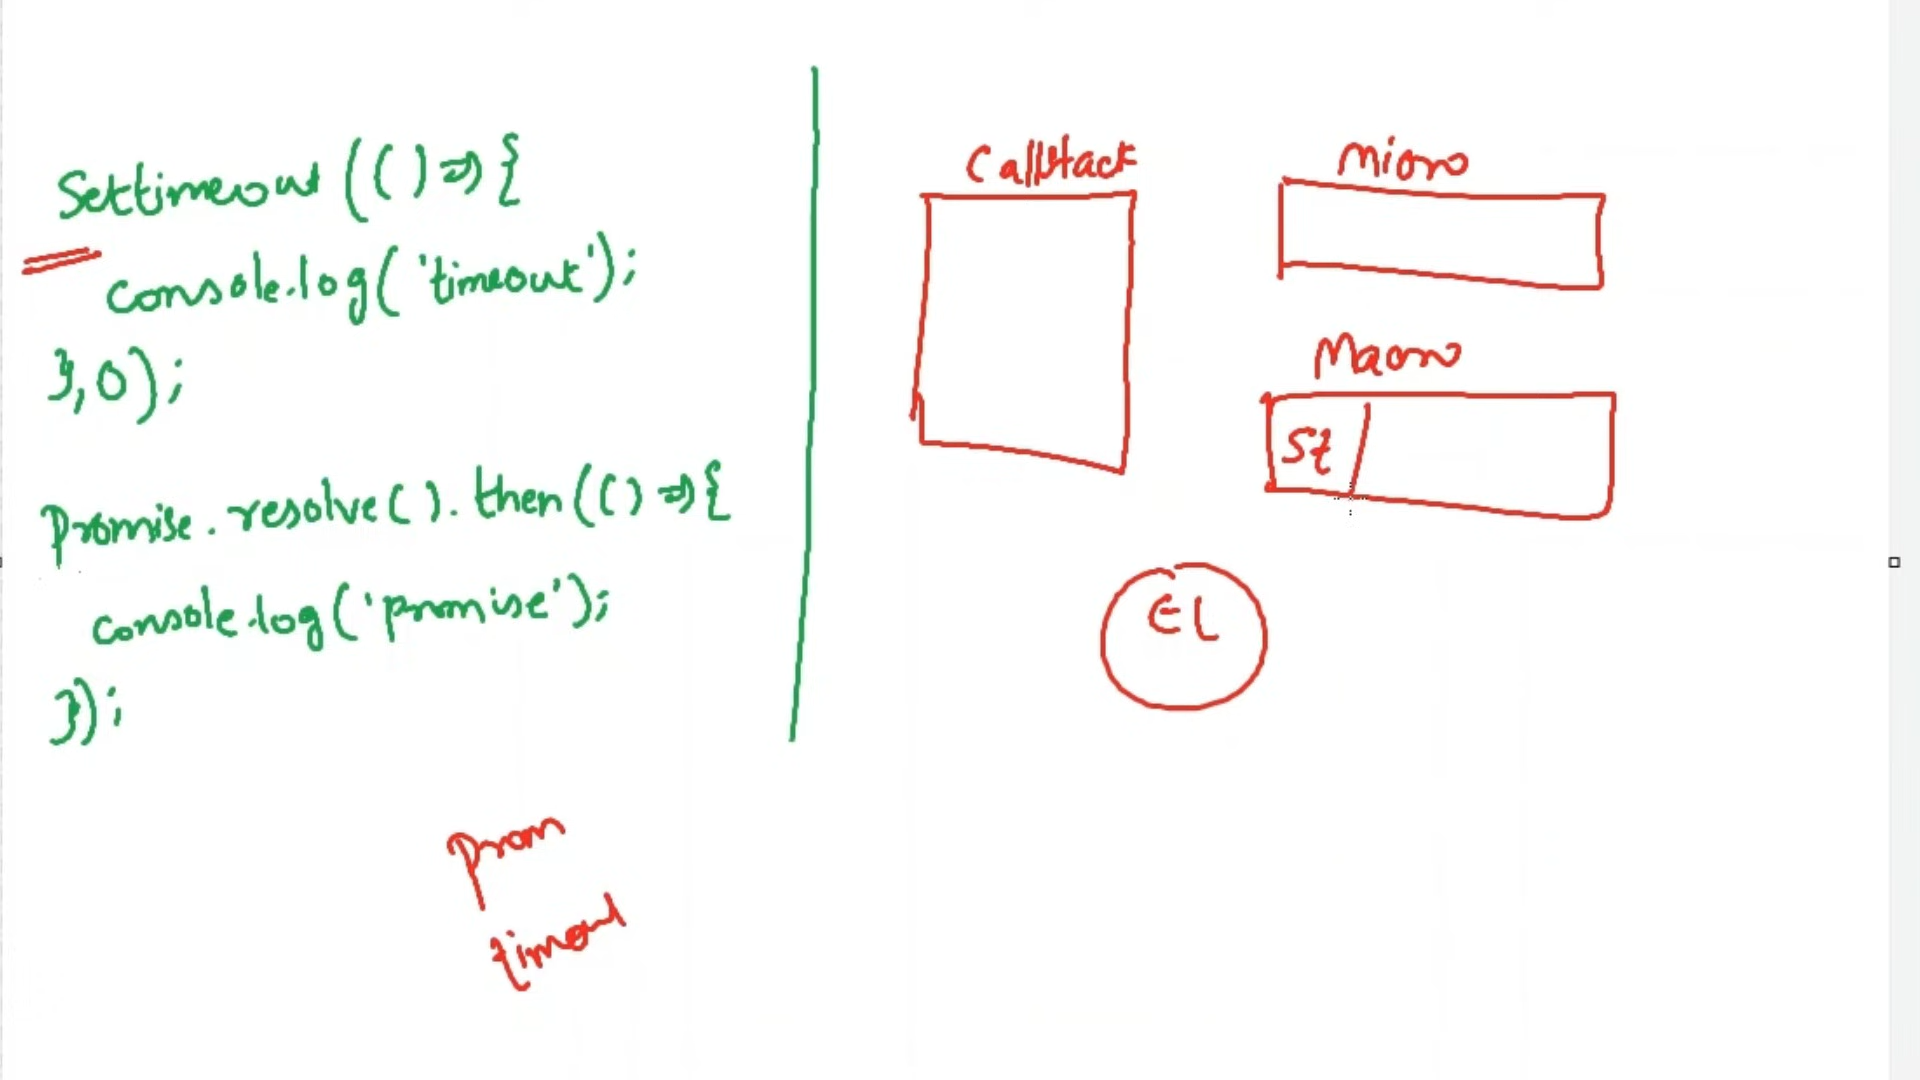 Settimeout (() => {
console.log( 'timeout');
}, 0);
Promise. resolve(). then (() => {
console.log('promise');
});
prom
timeout
Callstack
Micro
Macro
St
EL